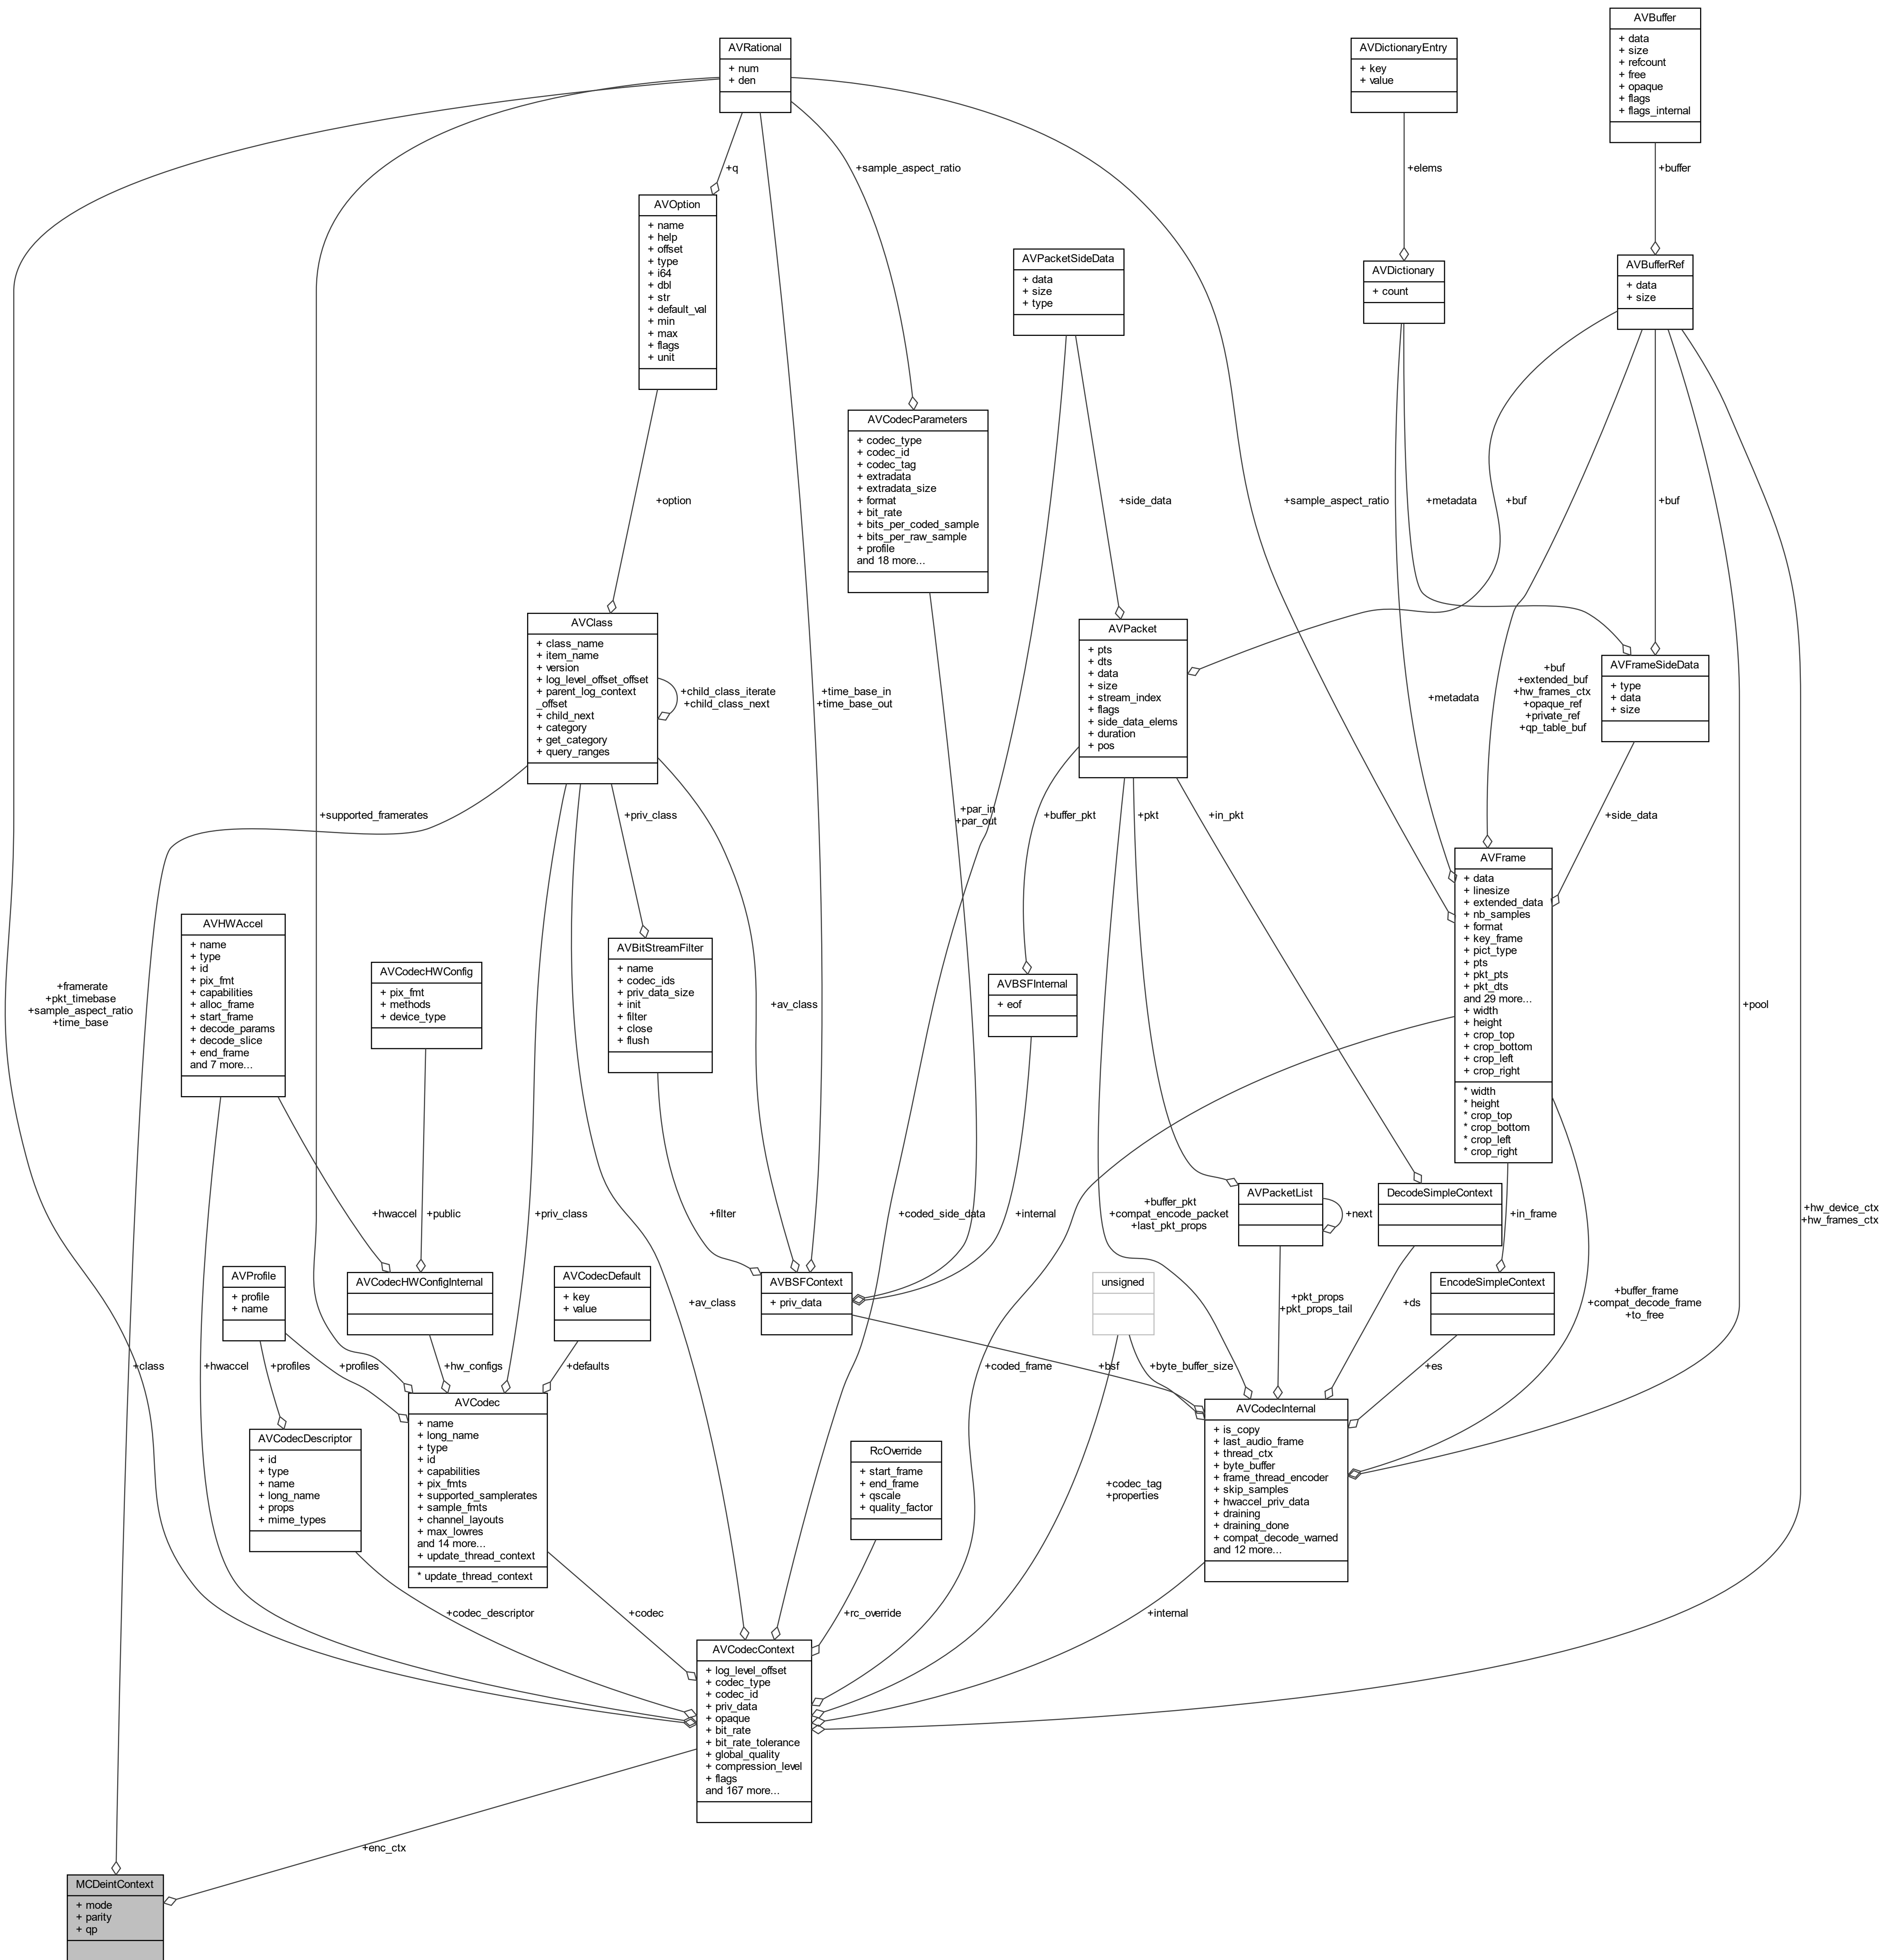 AVBuffer
+ data
+ size
+ refcount
+ free
+ opaque
+ flags
+ flags_internal
AVRational
+ num
+ den
AVDictionaryEntry
+ key
+ value
+q
+sample_aspect_ratio
+elems
+buffer
AVOption
+ name
+ help
+ offset
+ type
+ i64
+ dbl
+ str
+ default_val
+ min
+ max
+ flags
+ unit
AVPacketSideData
+ data
+ size
+ type
AVDictionary
+ count
AVBufferRef
+ data
+ size
AVCodecParameters
+ codec_type
+ codec_id
+ codec_tag
+ extradata
+ extradata_size
+ format
+ bit_rate
+ bits_per_coded_sample
+ bits_per_raw_sample
+ profile
and 18 more...
+option
+side_data
+sample_aspect_ratio
+metadata
+buf
+buf
AVClass
+ class_name
+ item_name
+ version
+ log_level_offset_offset
+ parent_log_context
_offset
+ child_next
+ category
+ get_category
+ query_ranges
+child_class_iterate
+child_class_next
+time_base_in
+time_base_out
AVPacket
+ pts
+ dts
+ data
+ size
+ stream_index
+ flags
+ side_data_elems
+ duration
+ pos
+metadata
+buf
+extended_buf
+hw_frames_ctx
+opaque_ref
+private_ref
+qp_table_buf
AVFrameSideData
+ type
+ data
+ size
+supported_framerates
+priv_class
+par_in
+par_out
+buffer_pkt
+pkt
+in_pkt
+side_data
AVFrame
+ data
+ linesize
+ extended_data
+ nb_samples
+ format
+ key_frame
+ pict_type
+ pts
+ pkt_pts
+ pkt_dts
and 29 more...
+ width
+ height
+ crop_top
+ crop_bottom
+ crop_left
+ crop_right
* width
* height
* crop_top
* crop_bottom
* crop_left
* crop_right
AVHWAccel
+ name
+ type
+ id
+ pix_fmt
+ capabilities
+ alloc_frame
+ start_frame
+ decode_params
+ decode_slice
+ end_frame
and 7 more...
AVCodecHWConfig
+ pix_fmt
+ methods
+ device_type
AVBitStreamFilter
+ name
+ codec_ids
+ priv_data_size
+ init
+ filter
+ close
+ flush
AVBSFInternal
+ eof
+framerate
+pkt_timebase
+sample_aspect_ratio
+time_base
+av_class
+pool
+hwaccel
+public
+priv_class
+filter
+coded_side_data
+internal
+buffer_pkt
+compat_encode_packet
+last_pkt_props
AVPacketList
+next
DecodeSimpleContext
+in_frame
+hw_device_ctx
+hw_frames_ctx
AVProfile
+ profile
+ name
AVCodecHWConfigInternal
AVCodecDefault
+ key
+ value
+av_class
AVBSFContext
+ priv_data
unsigned
+pkt_props
+pkt_props_tail
+ds
EncodeSimpleContext
+buffer_frame
+compat_decode_frame
+to_free
+class
+hwaccel
+profiles
+profiles
+hw_configs
+defaults
+coded_frame
+bsf
+byte_buffer_size
+es
AVCodecDescriptor
+ id
+ type
+ name
+ long_name
+ props
+ mime_types
AVCodec
+ name
+ long_name
+ type
+ id
+ capabilities
+ pix_fmts
+ supported_samplerates
+ sample_fmts
+ channel_layouts
+ max_lowres
and 14 more...
+ update_thread_context
* update_thread_context
RcOverride
+ start_frame
+ end_frame
+ qscale
+ quality_factor
+codec_tag
+properties
AVCodecInternal
+ is_copy
+ last_audio_frame
+ thread_ctx
+ byte_buffer
+ frame_thread_encoder
+ skip_samples
+ hwaccel_priv_data
+ draining
+ draining_done
+ compat_decode_warned
and 12 more...
+codec_descriptor
+codec
+rc_override
+internal
AVCodecContext
+ log_level_offset
+ codec_type
+ codec_id
+ priv_data
+ opaque
+ bit_rate
+ bit_rate_tolerance
+ global_quality
+ compression_level
+ flags
and 167 more...
+enc_ctx
MCDeintContext
+ mode
+ parity
+ qp